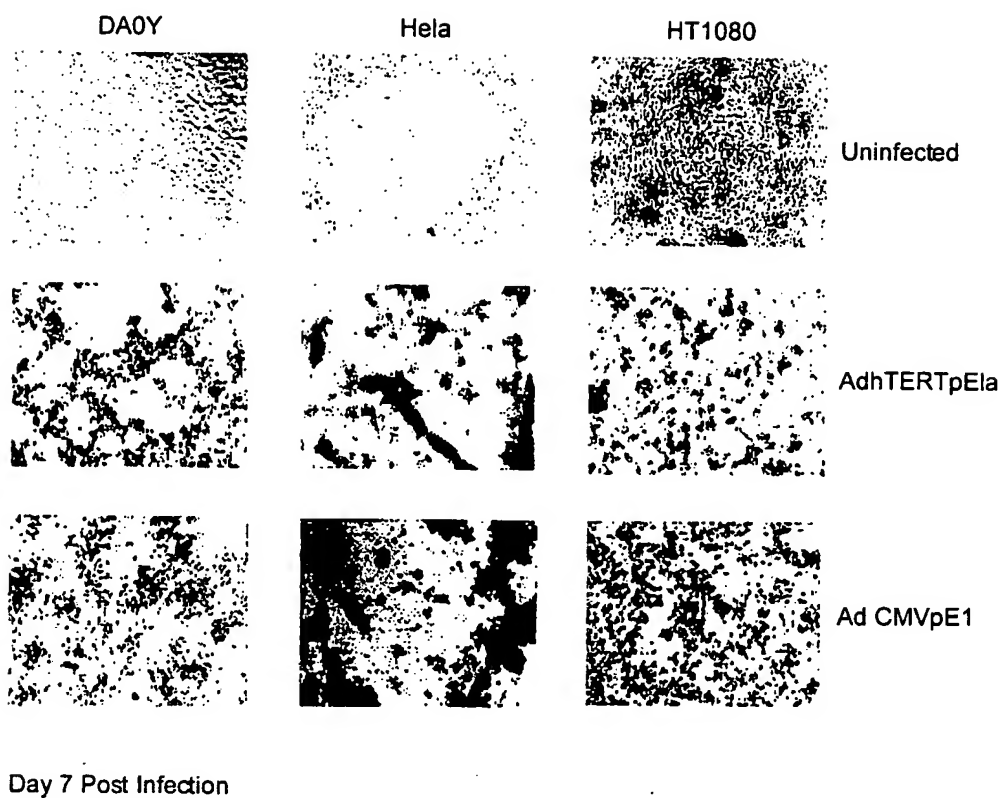 DA0Y Hela HT1080
Uninfected
AdhTERTpEla
Ad CMVpE1
Day 7 Post Infection